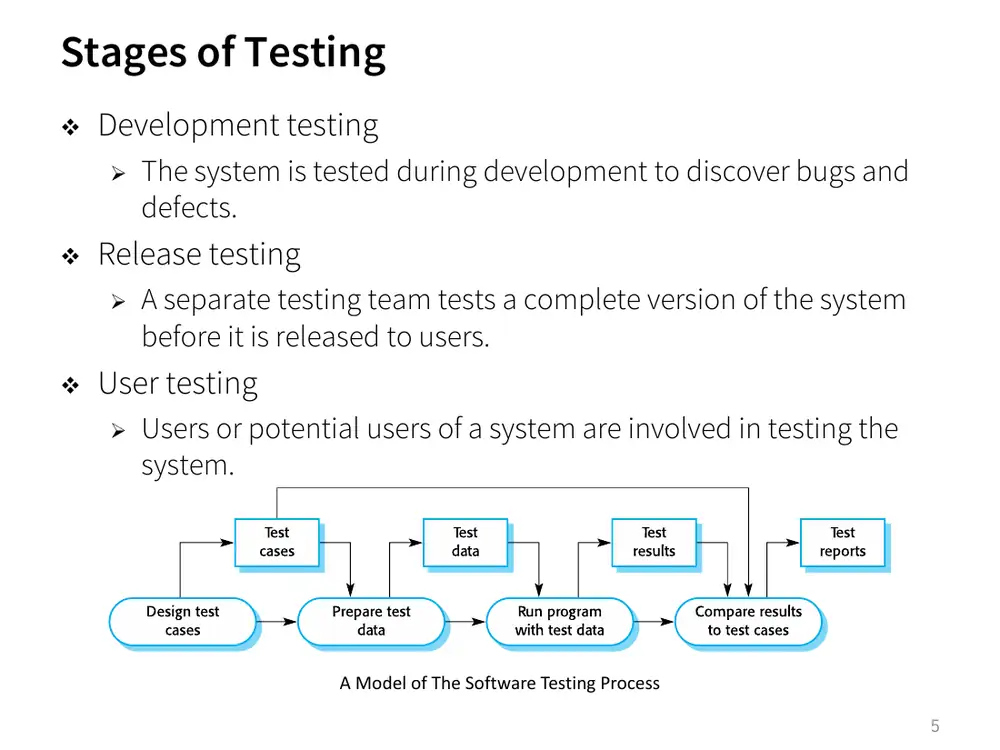 Stages of Testing
❖ Development testing
➢ The system is tested during development to discover bugs and
defects.
❖ Release testing
➢ A separate testing team tests a complete version of the system
before it is released to users.
❖ User testing
➢ Users or potential users of a system are involved in testing the
system.
Test
cases
Test
data
Test
results
Test
reports
Design test
cases
Prepare test
data
Run program
with test data
Compare results
to test cases
A Model of The Software Testing Process
5